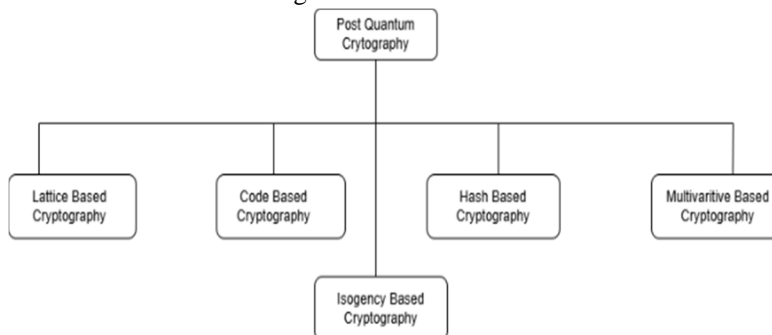 Post Quantum
Crytography
Lattice Based
Cryptography
Code Based
Cryptography
Hash Based
Cryptography
Multivaritive Based
Cryptography
Isogency Based
Cryptography